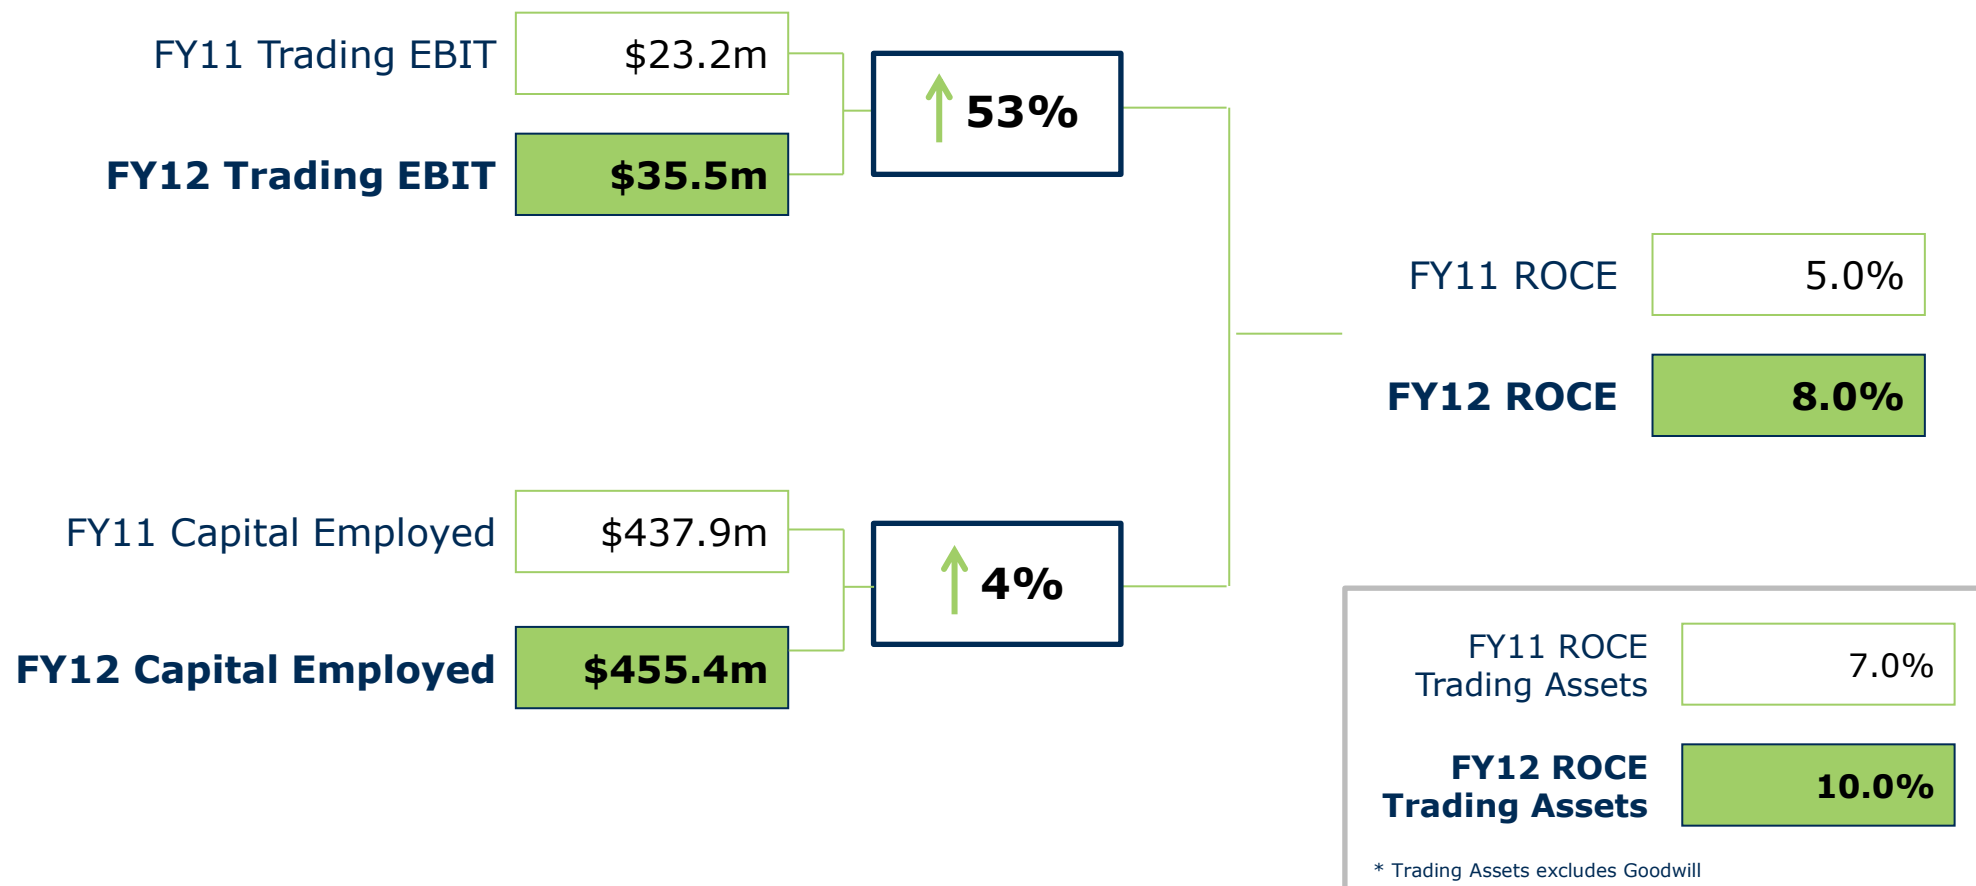 FY11 Trading EBIT $23.2m
FY12 Trading EBIT $35.5m
53%
FY11 ROCE 5.0%
FY12 ROCE 8.0%
FY11 Capital Employed $437.9m
FY12 Capital Employed $455.4m
4%
FY11 ROCE
Trading Assets 7.0%
FY12 ROCE
Trading Assets 10.0%
* Trading Assets excludes Goodwill